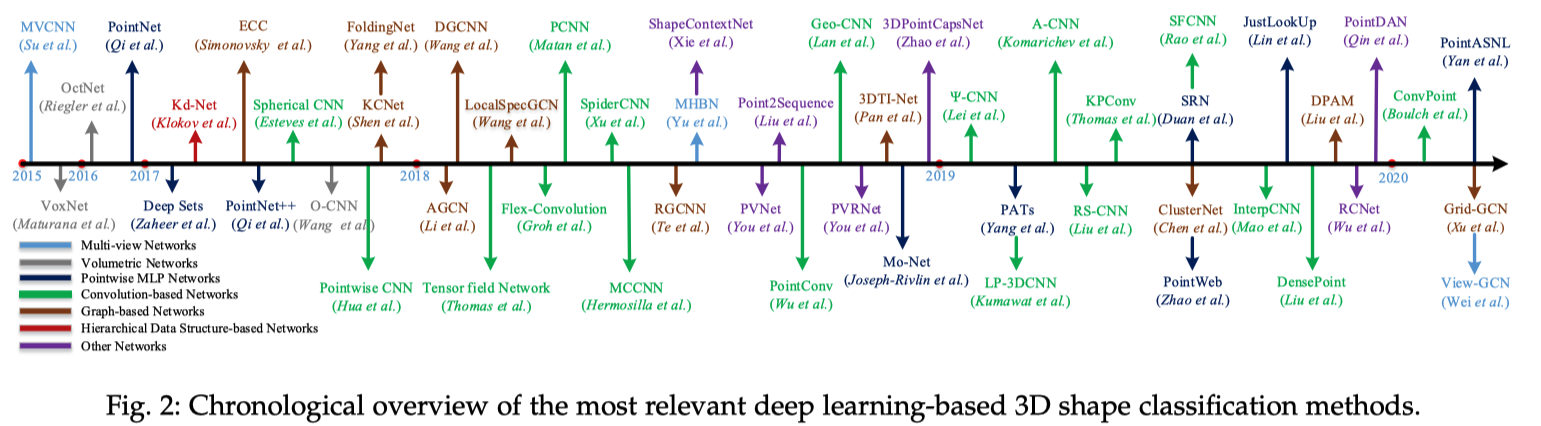 MVCNN
(Su et al.)
PointNet
(Qi et al.)
ECC
(Simonovsky et al.)
FoldingNet
(Yang et al.)
DGCNN
(Wang et al.)
PCNN
(Matan et al.)
ShapeContextNet
(Xie et al.)
Geo-CNN
(Lan et al.)
3DPointCapsNet
(Zhao et al.)
A-CNN
(Komarichev et al.)
SFCNN
(Rao et al.)
JustLookUp
(Lin et al.)
PointDAN
(Qin et al.)
PointASNL
(Yan et al.)
OctNet
(Riegler et al.)
Kd-Net
(Klokov et al.)
Spherical CNN
(Esteves et al.)
KCNet
(Shen et al.)
LocalSpecGCN
(Wang et al.)
SpiderCNN
(Xu et al.)
MHBN
(Yu et al.)
Point2Sequence
(Liu et al.)
3DTI-Net
(Pan et al.)
Ψ-CNN
(Lei et al.)
KPConv
(Thomas et al.)
SRN
(Duan et al.)
DPAM
(Liu et al.)
ConvPoint
(Boulch et al.)
2015
2016
2017
2018
2019
2020
VoxNet
(Maturana et al.)
Deep Sets
(Zaheer et al.)
PointNet++
(Qi et al.)
O-CNN
(Wang et al.)
AGCN
(Li et al.)
Flex-Convolution
(Groh et al.)
RGCNN
(Te et al.)
PVNet
(You et al.)
PVRNet
(You et al.)
PATs
(Yang et al.)
RS-CNN
(Liu et al.)
ClusterNet
(Chen et al.)
InterpCNN
(Mao et al.)
RCNet
(Wu et al.)
Grid-GCN
(Xu et al.)
Mo-Net
(Joseph-Rivlin et al.)
Pointwise CNN
(Hua et al.)
Tensor field Network
(Thomas et al.)
MCCNN
(Hermosilla et al.)
PointConv
(Wu et al.)
LP-3DCNN
(Kumawat et al.)
PointWeb
(Zhao et al.)
DensePoint
(Liu et al.)
View-GCN
(Wei et al.)
Multi-view Networks
Volumetric Networks
Pointwise MLP Networks
Convolution-based Networks
Graph-based Networks
Hierarchical Data Structure-based Networks
Other Networks
Fig. 2: Chronological overview of the most relevant deep learning-based 3D shape classification methods.